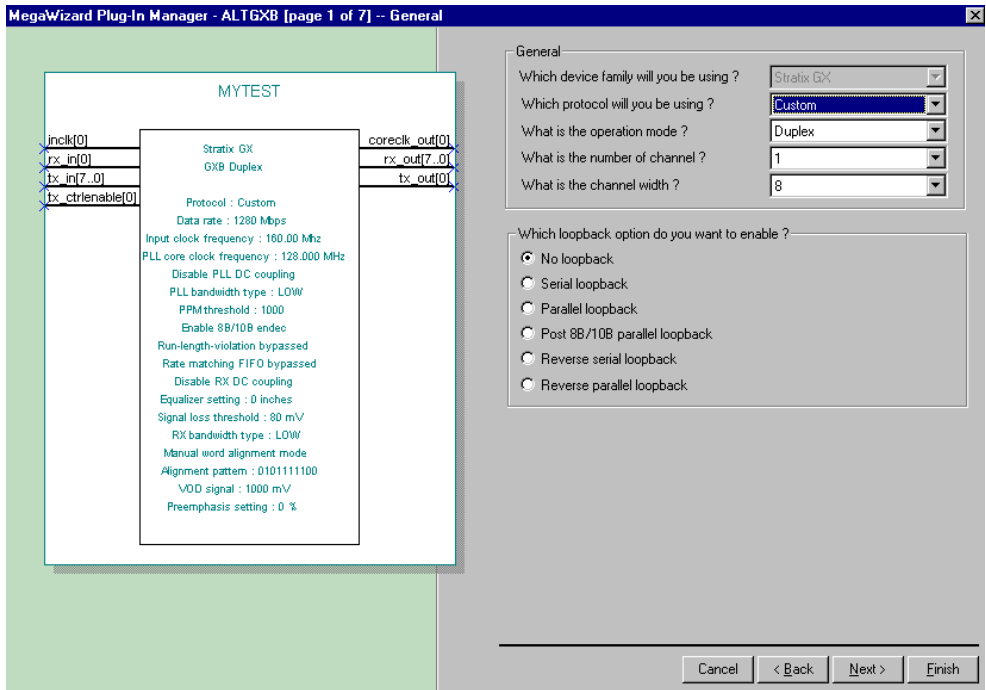 MegaWizard Plug-In Manager - ALTGXB [page 1 of 7] -- General
MYTEST
inclk[0]
rx_in[0]
tx_in[7..0]
tx_ctrlenable[0]
coreclk_out[0]
rx_out[7..0]
tx_out[0]
Stratix GX
GXB Duplex
Protocol : Custom
Data rate : 1280 Mbps
Input clock frequency : 160.00 Mhz
PLL core clock frequency : 128.000 MHz
Disable PLL DC coupling
PLL bandwidth type : LOW
PPM threshold : 1000
Enable 8B/10B endec
Run-length-violation bypassed
Rate matching FIFO bypassed
Disable RX DC coupling
Equalizer setting : 0 inches
Signal loss threshold : 80 mV
RX bandwidth type : LOW
Manual word alignment mode
Alignment pattern : 0101111100
VOD signal : 1000 mV
Preemphasis setting : 0 %
General
Which device family will you be using ? Stratix GX
Which protocol will you be using ? Custom
What is the operation mode ? Duplex
What is the number of channel ? 1
What is the channel width ? 8
Which loopback option do you want to enable ?
No loopback
Serial loopback
Parallel loopback
Post 8B/10B parallel loopback
Reverse serial loopback
Reverse parallel loopback
Cancel
< Back
Next >
Finish